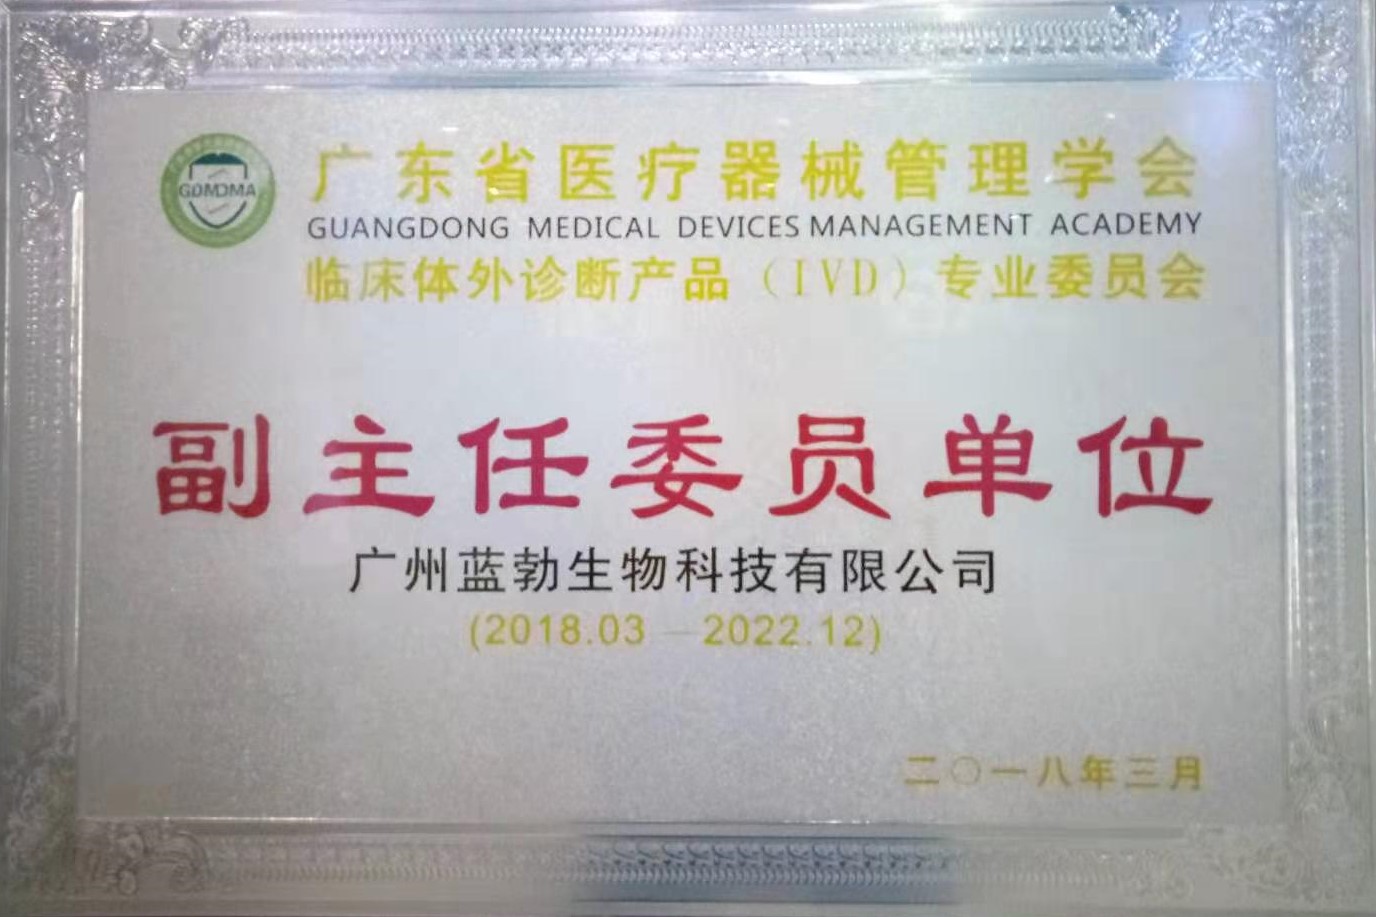 GDMDMA
广东省医疗器械管理学会
GUANGDONG MEDICAL DEVICES MANAGEMENT ACADEMY
临床体外诊断产品（IVD）专业委员会
副主任委员单位
广州蓝勃生物科技有限公司
(2018.03 — 2022.12)
二〇一八年三月